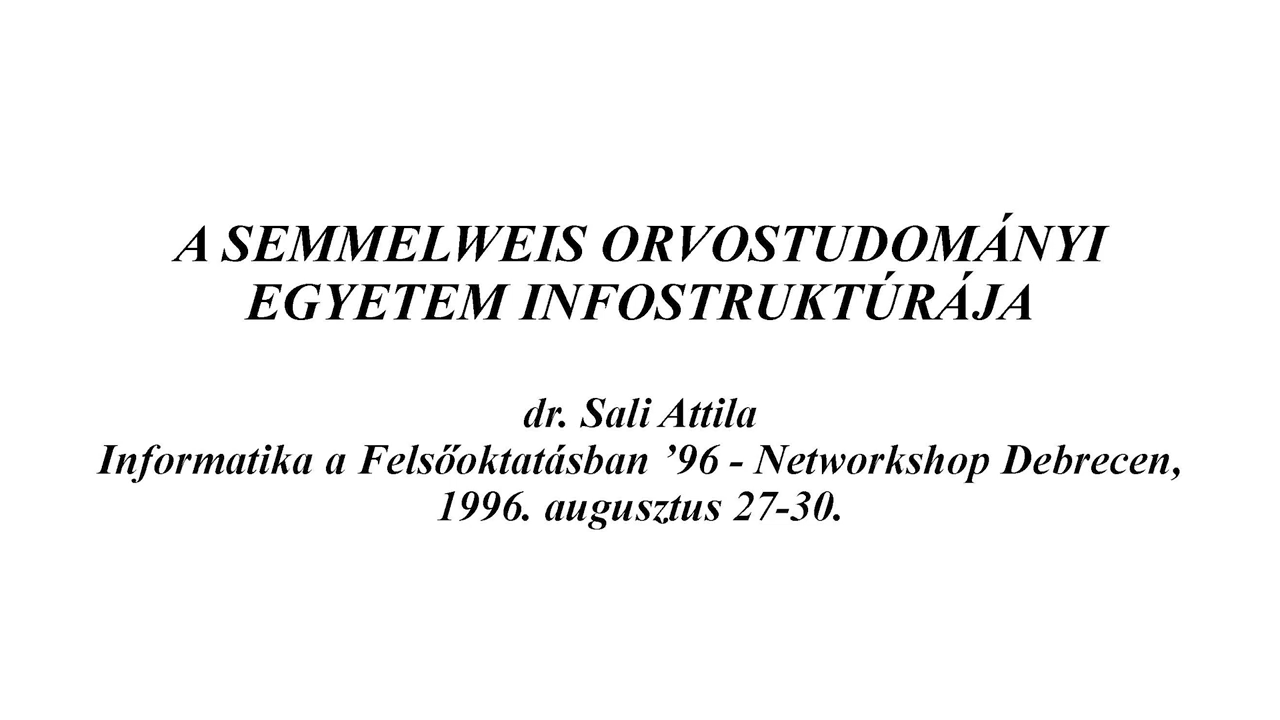 A SEMMELWEIS ORVOSTUDOMÁNYI
EGYETEM INFOSTRUKTÚRÁJA
dr. Sali Attila
Informatika a Felsőoktatásban ’96 - Networkshop Debrecen,
1996. augusztus 27-30.